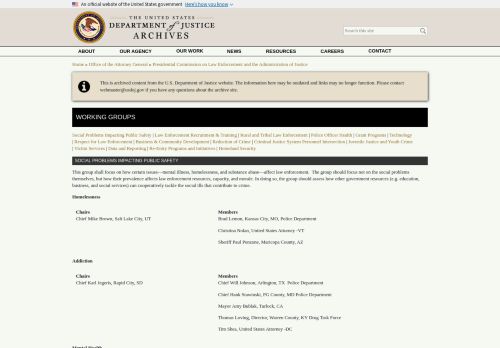 An official website of the United States government Here's how you know
THE UNITED STATES
DEPARTMENT of JUSTICE
ARCHIVES
Search this site
ABOUT OUR AGENCY OUR WORK NEWS RESOURCES CAREERS CONTACT
Home » Office of the Attorney General » Presidential Commission on Law Enforcement and the Administration of Justice
This is archived content from the U.S. Department of Justice website. The information here may be outdated and links may no longer function. Please contact
webmaster@usdoj.gov if you have any questions about the archive site.
WORKING GROUPS
Social Problems Impacting Public Safety | Law Enforcement Recruitment & Training | Rural and Tribal Law Enforcement | Police Officer Health | Grant Programs | Technology
| Respect for Law Enforcement | Business & Community Development | Reduction of Crime | Criminal Justice System Personnel Intersection | Juvenile Justice and Youth Crime
| Victim Services | Data and Reporting | Re-Entry Programs and Initiatives | Homeland Security
SOCIAL PROBLEMS IMPACTING PUBLIC SAFETY
This group shall focus on how certain issues—mental illness, homelessness, and substance abuse—affect law enforcement. The group should focus not on the social problems
themselves, but how their prevalence affects law enforcement resources, capacity, and morale. In doing so, the group should assess how other government resources (e.g. education,
business, and social services) can cooperatively tackle the social ills that contribute to crime.
Homelessness
Chairs
Chief Mike Brown, Salt Lake City, UT
Members
Brad Lemon, Kansas City, MO, Police Department
Christina Nolan, United States Attorney -VT
Sheriff Paul Penzone, Maricopa County, AZ
Addiction
Chairs
Chief Karl Jegeris, Rapid City, SD
Members
Chief Will Johnson, Arlington, TX Police Department
Chief Hank Stawinski, PG County, MD Police Department
Mayor Amy Bublak, Turlock, CA
Thomas Loving, Director, Warren County, KY Drug Task Force
Tim Shea, United States Attorney -DC
Mental Health